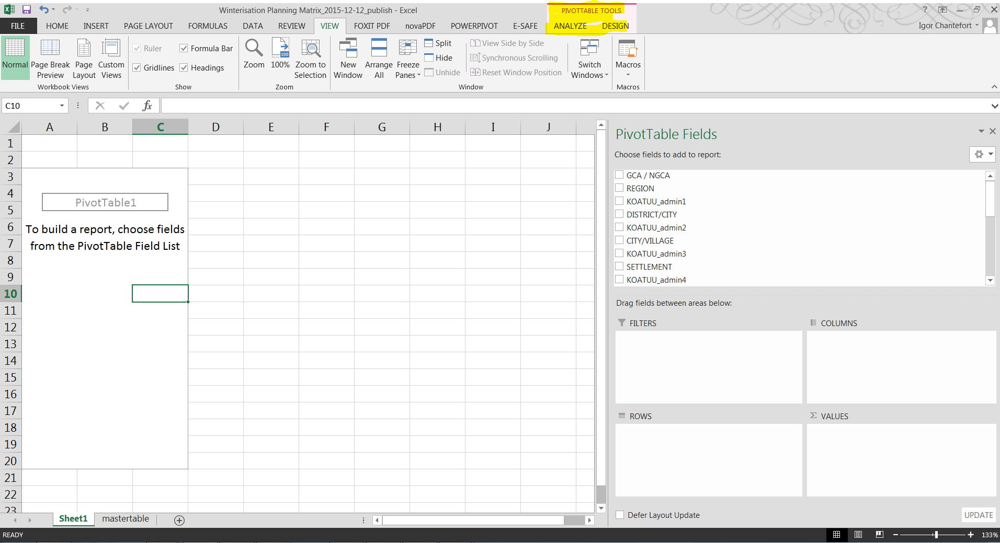 Winterisation Planning Matrix_2015-12-12_publish - Excel
PIVOTTABLE TOOLS
?
FILE HOME INSERT PAGE LAYOUT FORMULAS DATA REVIEW VIEW FOXIT PDF novaPDF POWERPIVOT E-SAFE ANALYZE DESIGN
Igor Chantefort
Normal
Page Break Preview
Page Layout
Custom Views
Workbook Views
Ruler
Formula Bar
Gridlines
Headings
Show
Zoom
100
100%
Zoom to Selection
Zoom
New Window
Arrange All
Freeze Panes
Split
Hide
Unhide
View Side by Side
Synchronous Scrolling
Reset Window Position
Window
Switch Windows
Macros
Macros
C10
fx
A B C D E F G H I J
1
2
3
4
5
6
7
8
9
10
11
12
13
14
15
16
17
18
19
20
21
22
23
PivotTable1
To build a report, choose fields
from the PivotTable Field List
PivotTable Fields
Choose fields to add to report:
GCA / NGCA
REGION
KOATUU_admin1
DISTRICT/CITY
KOATUU_admin2
CITY/VILLAGE
KOATUU_admin3
SETTLEMENT
KOATUU_admin4
Drag fields between areas below:
FILTERS
COLUMNS
ROWS
Σ VALUES
Defer Layout Update
UPDATE
Sheet1 mastertable
READY
133%